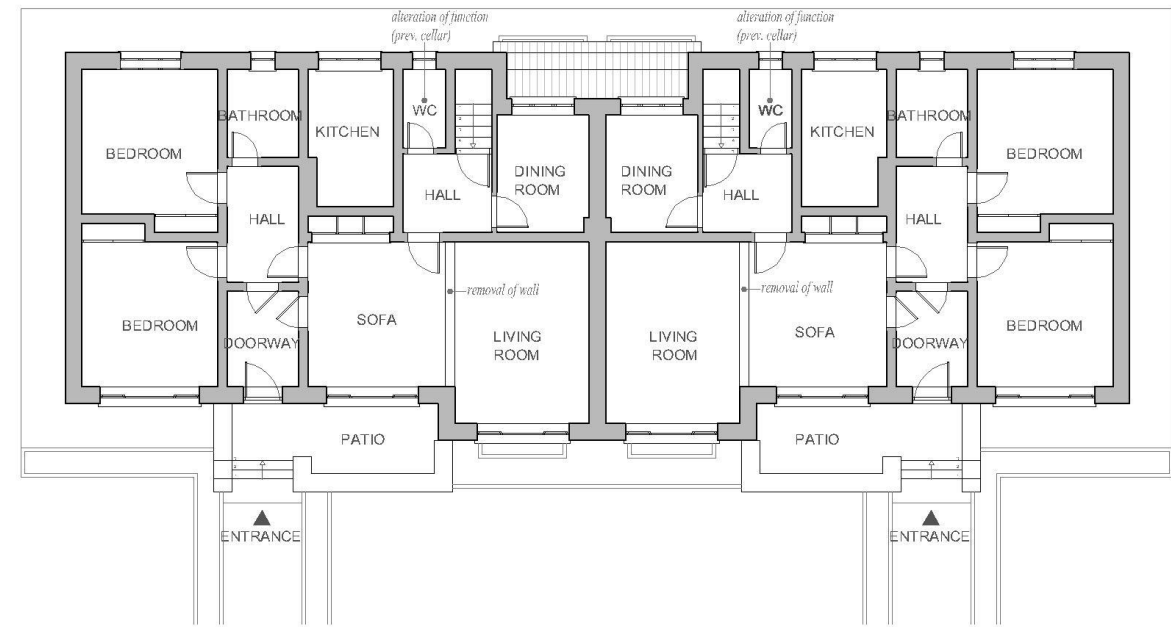 alteration of function
(prev. cellar)
alteration of function
(prev. cellar)
BATHROOM
WC
KITCHEN
BEDROOM
DINING
ROOM
HALL
HALL
DINING
ROOM
WC
KITCHEN
BATHROOM
BEDROOM
HALL
HALL
removal of wall
removal of wall
BEDROOM
DOORWAY
SOFA
LIVING
ROOM
LIVING
ROOM
SOFA
DOORWAY
BEDROOM
PATIO
PATIO
ENTRANCE
ENTRANCE